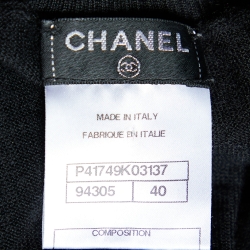 CHANEL
MADE IN ITALY
FABRIQUE EN ITALIE
P41749K03137
94305 40
COMPOSITION